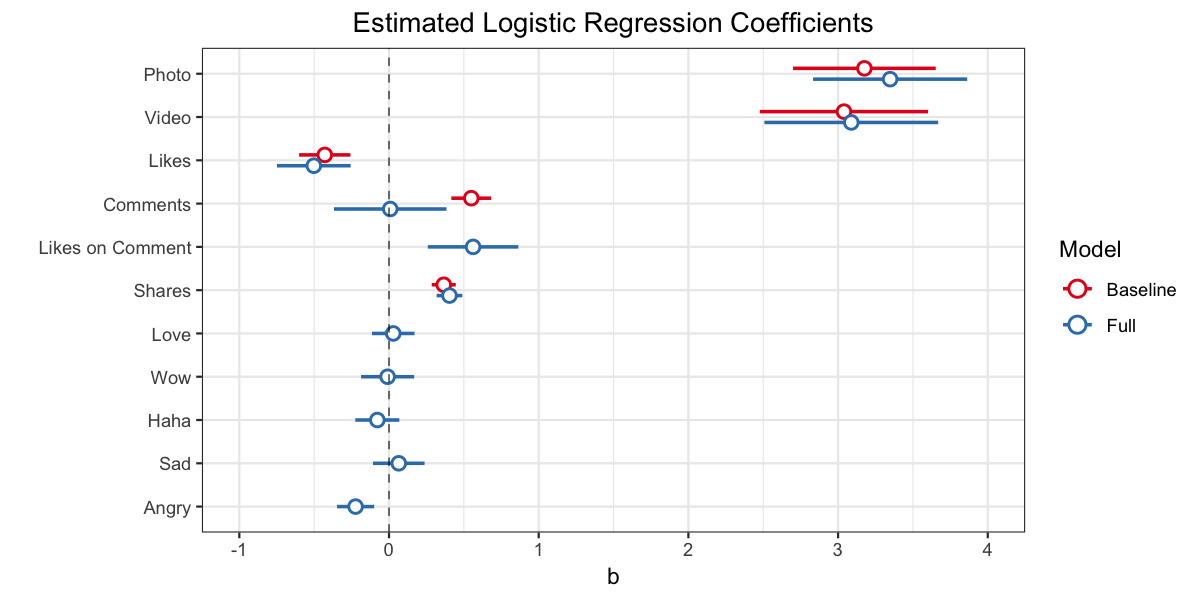 Estimated Logistic Regression Coefficients
Photo
Video
Likes
Comments
Likes on Comment
Shares
Love
Wow
Haha
Sad
Angry
-1
0
1
2
3
4
b
Model
Baseline
Full